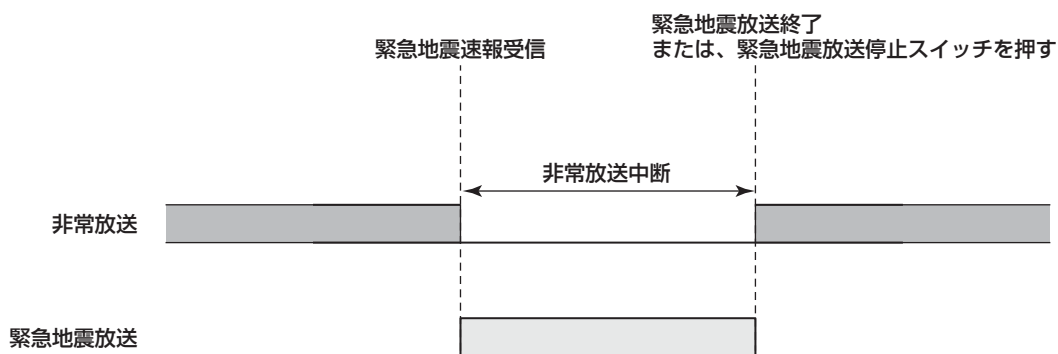 緊急地震放送終了
または、緊急地震放送停止スイッチを押す
緊急地震速報受信
非常放送中断
非常放送
緊急地震放送